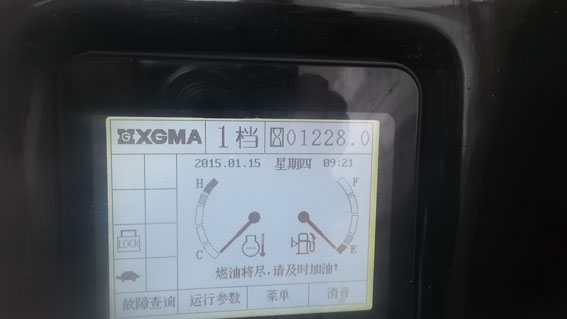 XGMA 1档 01228.0
2015.01.15 星期四 09:21
H F
C E
LOCK
燃油将尽,请及时加油!
故障查询 运行参数 菜单 消音